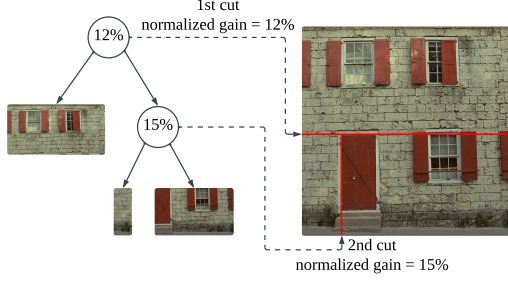 1st cut
normalized gain = 12%
12%
15%
2nd cut
normalized gain = 15%